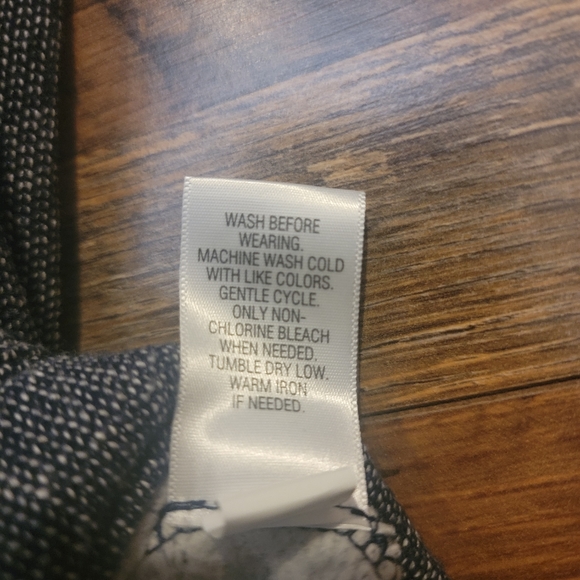 WASH BEFORE
WEARING.
MACHINE WASH COLD
WITH LIKE COLORS.
GENTLE CYCLE.
ONLY NON-
CHLORINE BLEACH
WHEN NEEDED.
TUMBLE DRY LOW.
WARM IRON
IF NEEDED.